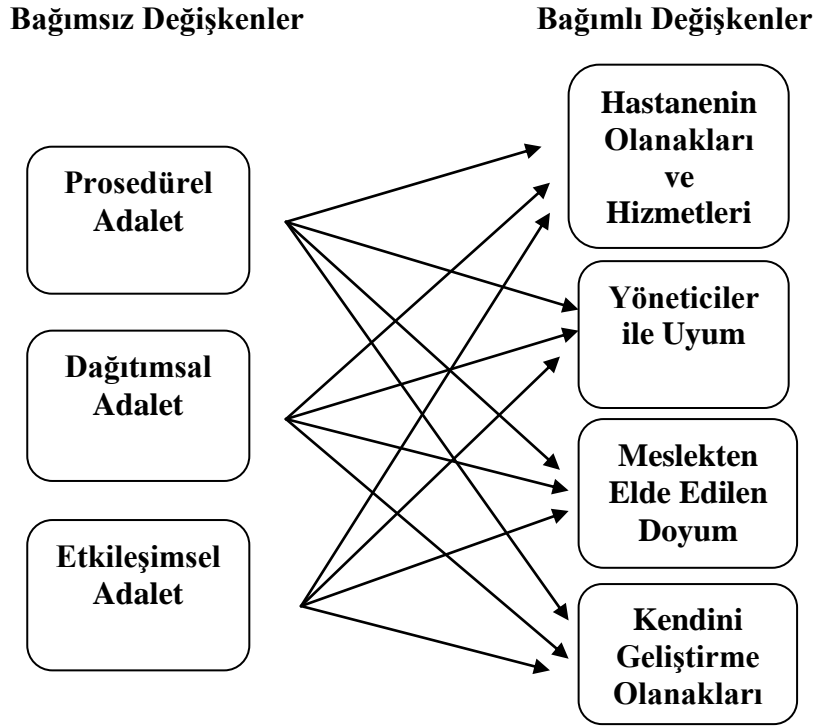 Bağımsız Değişkenler
Bağımlı Değişkenler
Prosedürel
Adalet
Dağıtımsal
Adalet
Etkileşimsel
Adalet
Hastanenin
Olanakları
ve
Hizmetleri
Yöneticiler
ile Uyum
Meslekten
Elde Edilen
Doyum
Kendini
Geliştirme
Olanakları